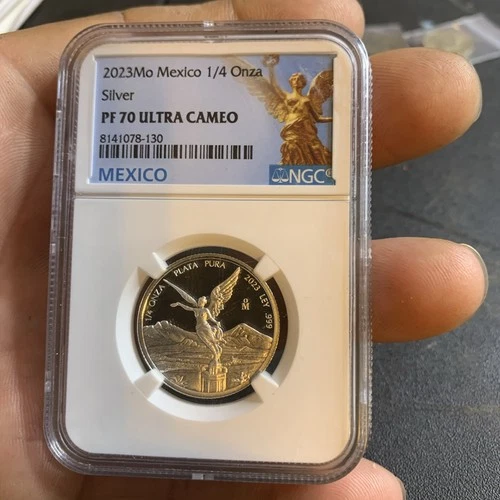 2023Mo Mexico 1/4 Onza
Silver
PF 70 ULTRA CAMEO
8141078-130
MEXICO
NGC
1/4 ONZA PLATA PURA 2023 LEY .999
Mo